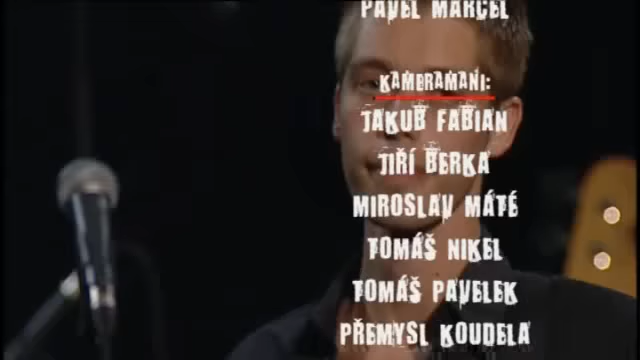 PAVEL MARCEL
KAMERAMANI:
JAKUB FABIAN
JIŘÍ BERKA
MIROSLAV MÁTÉ
TOMÁŠ NIKEL
TOMÁŠ PAVELEK
PŘEMYSL KOUDELA